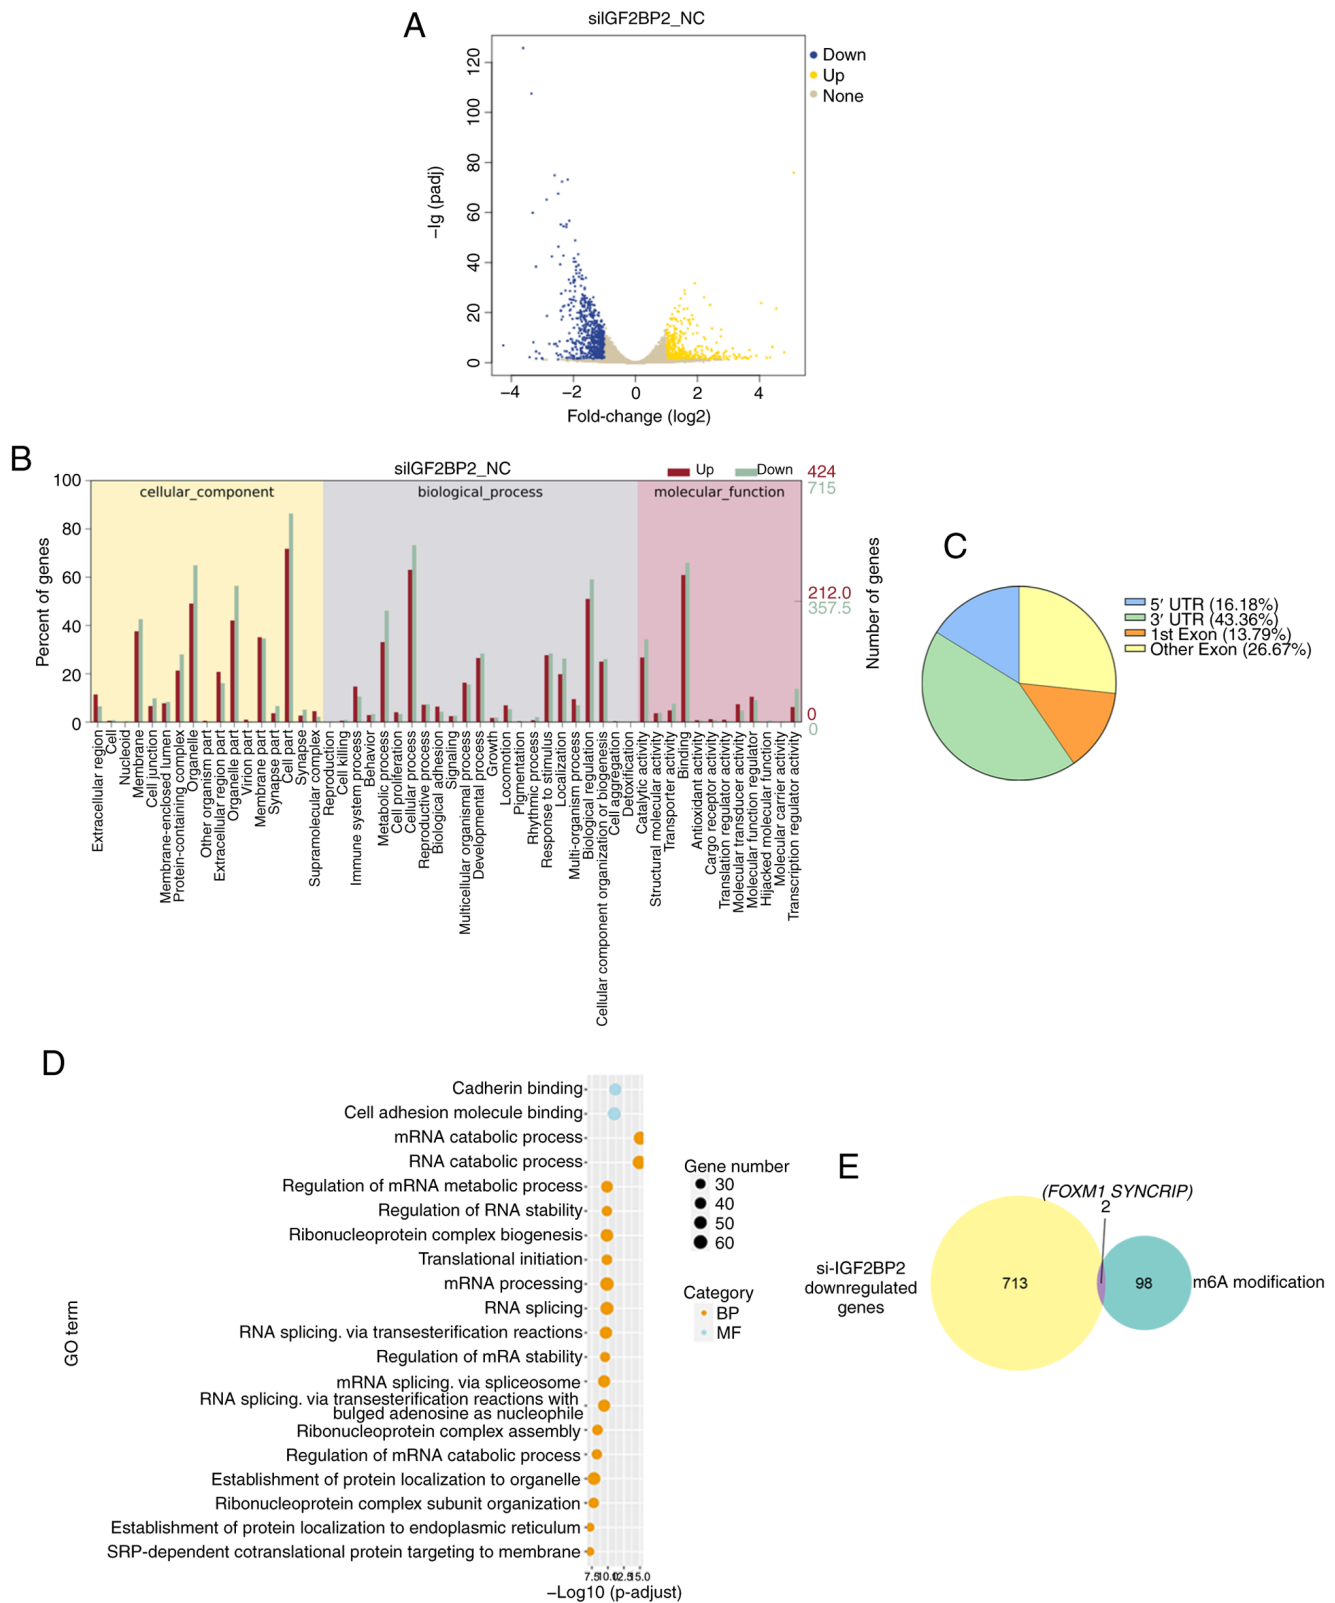 A
siIGF2BP2_NC
Down
Up
None
120
100
80
60
40
20
0
−lg (padj)
−4
−2
0
2
4
Fold-change (log2)
B
siIGF2BP2_NC
Up
Down
424
715
cellular_component
biological_process
molecular_function
100
80
60
40
20
0
Percent of genes
212.0
357.5
0
0
Number of genes
Extracellular region
Cell
Nucleoid
Membrane
Cell junction
Membrane-enclosed lumen
Protein-containing complex
Organelle
Other organism part
Extracellular region part
Organelle part
Virion part
Membrane part
Synapse part
Cell part
Synapse
Supramolecular complex
Reproduction
Cell killing
Immune system process
Behavior
Metabolic process
Cell proliferation
Cellular process
Reproductive process
Biological adhesion
Signaling
Multicellular organismal process
Developmental process
Growth
Locomotion
Pigmentation
Rhythmic process
Response to stimulus
Localization
Multi-organism process
Biological regulation
Cellular component organization or biogenesis
Cell aggregation
Detoxification
Catalytic activity
Structural molecular activity
Transporter activity
Binding
Antioxidant activity
Cargo receptor activity
Translation regulator activity
Molecular transducer activity
Molecular function regulator
Hijacked molecular function
Molecular carrier activity
Transcription regulator activity
C
5′ UTR (16.18%)
3′ UTR (43.36%)
1st Exon (13.79%)
Other Exon (26.67%)
D
GO term
Cadherin binding
Cell adhesion molecule binding
mRNA catabolic process
RNA catabolic process
Regulation of mRNA metabolic process
Regulation of RNA stability
Ribonucleoprotein complex biogenesis
Translational initiation
mRNA processing
RNA splicing
RNA splicing. via transesterification reactions
Regulation of mRA stability
mRNA splicing. via spliceosome
RNA splicing. via transesterification reactions with
bulged adenosine as nucleophile
Ribonucleoprotein complex assembly
Regulation of mRNA catabolic process
Establishment of protein localization to organelle
Ribonucleoprotein complex subunit organization
Establishment of protein localization to endoplasmic reticulum
SRP-dependent cotranslational protein targeting to membrane
7.5 10.0 12.5 15.0
−Log10 (p-adjust)
Gene number
30
40
50
60
Category
BP
MF
E
(FOXM1 SYNCRIP)
2
si-IGF2BP2
downregulated
genes
713
98
m6A modification